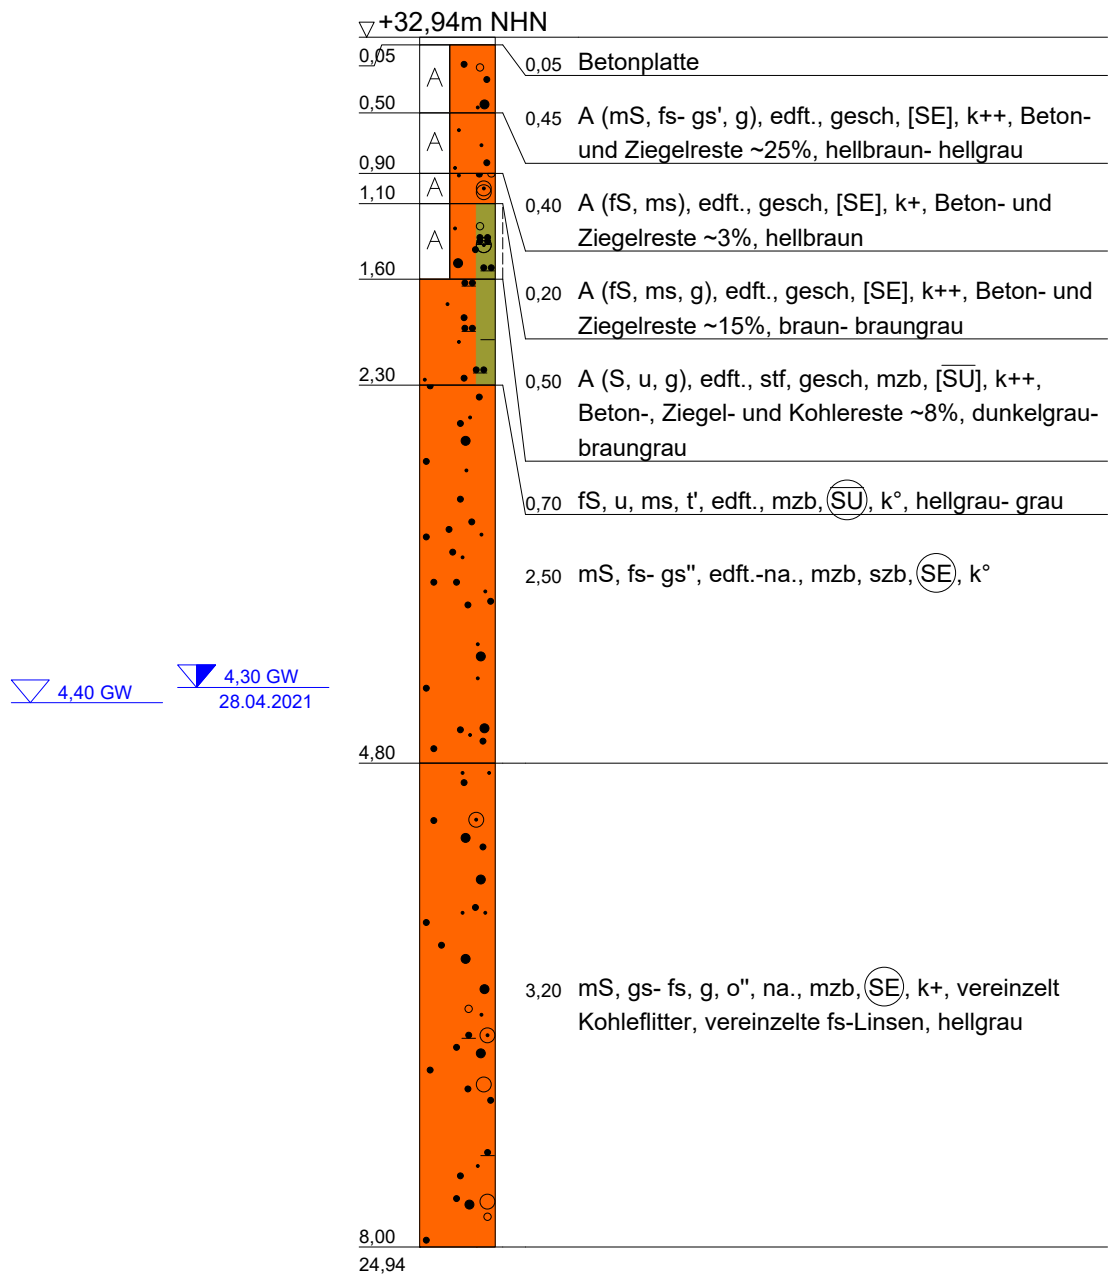 +32,94m NHN
0,05
0,05 Betonplatte
0,50
A
0,45 A (mS, fs- gs', g), edft., gesch, [SE], k++, Beton-
und Ziegelreste ~25%, hellbraun- hellgrau
0,90
A
1,10
A
0,40 A (fS, ms), edft., gesch, [SE], k+, Beton- und
Ziegelreste ~3%, hellbraun
1,60
A
0,20 A (fS, ms, g), edft., gesch, [SE], k++, Beton- und
Ziegelreste ~15%, braun- braungrau
2,30
0,50 A (S, u, g), edft., stf, gesch, mzb, [S̅U̅], k++,
Beton-, Ziegel- und Kohlereste ~8%, dunkelgrau-
braungrau
0,70 fS, u, ms, t', edft., mzb, S̅U̅, k°, hellgrau- grau
2,50 mS, fs- gs'', edft.-na., mzb, szb, SE, k°
4,40 GW
4,30 GW
28.04.2021
4,80
3,20 mS, gs- fs, g, o'', na., mzb, SE, k+, vereinzelt
Kohleflitter, vereinzelte fs-Linsen, hellgrau
8,00
24,94